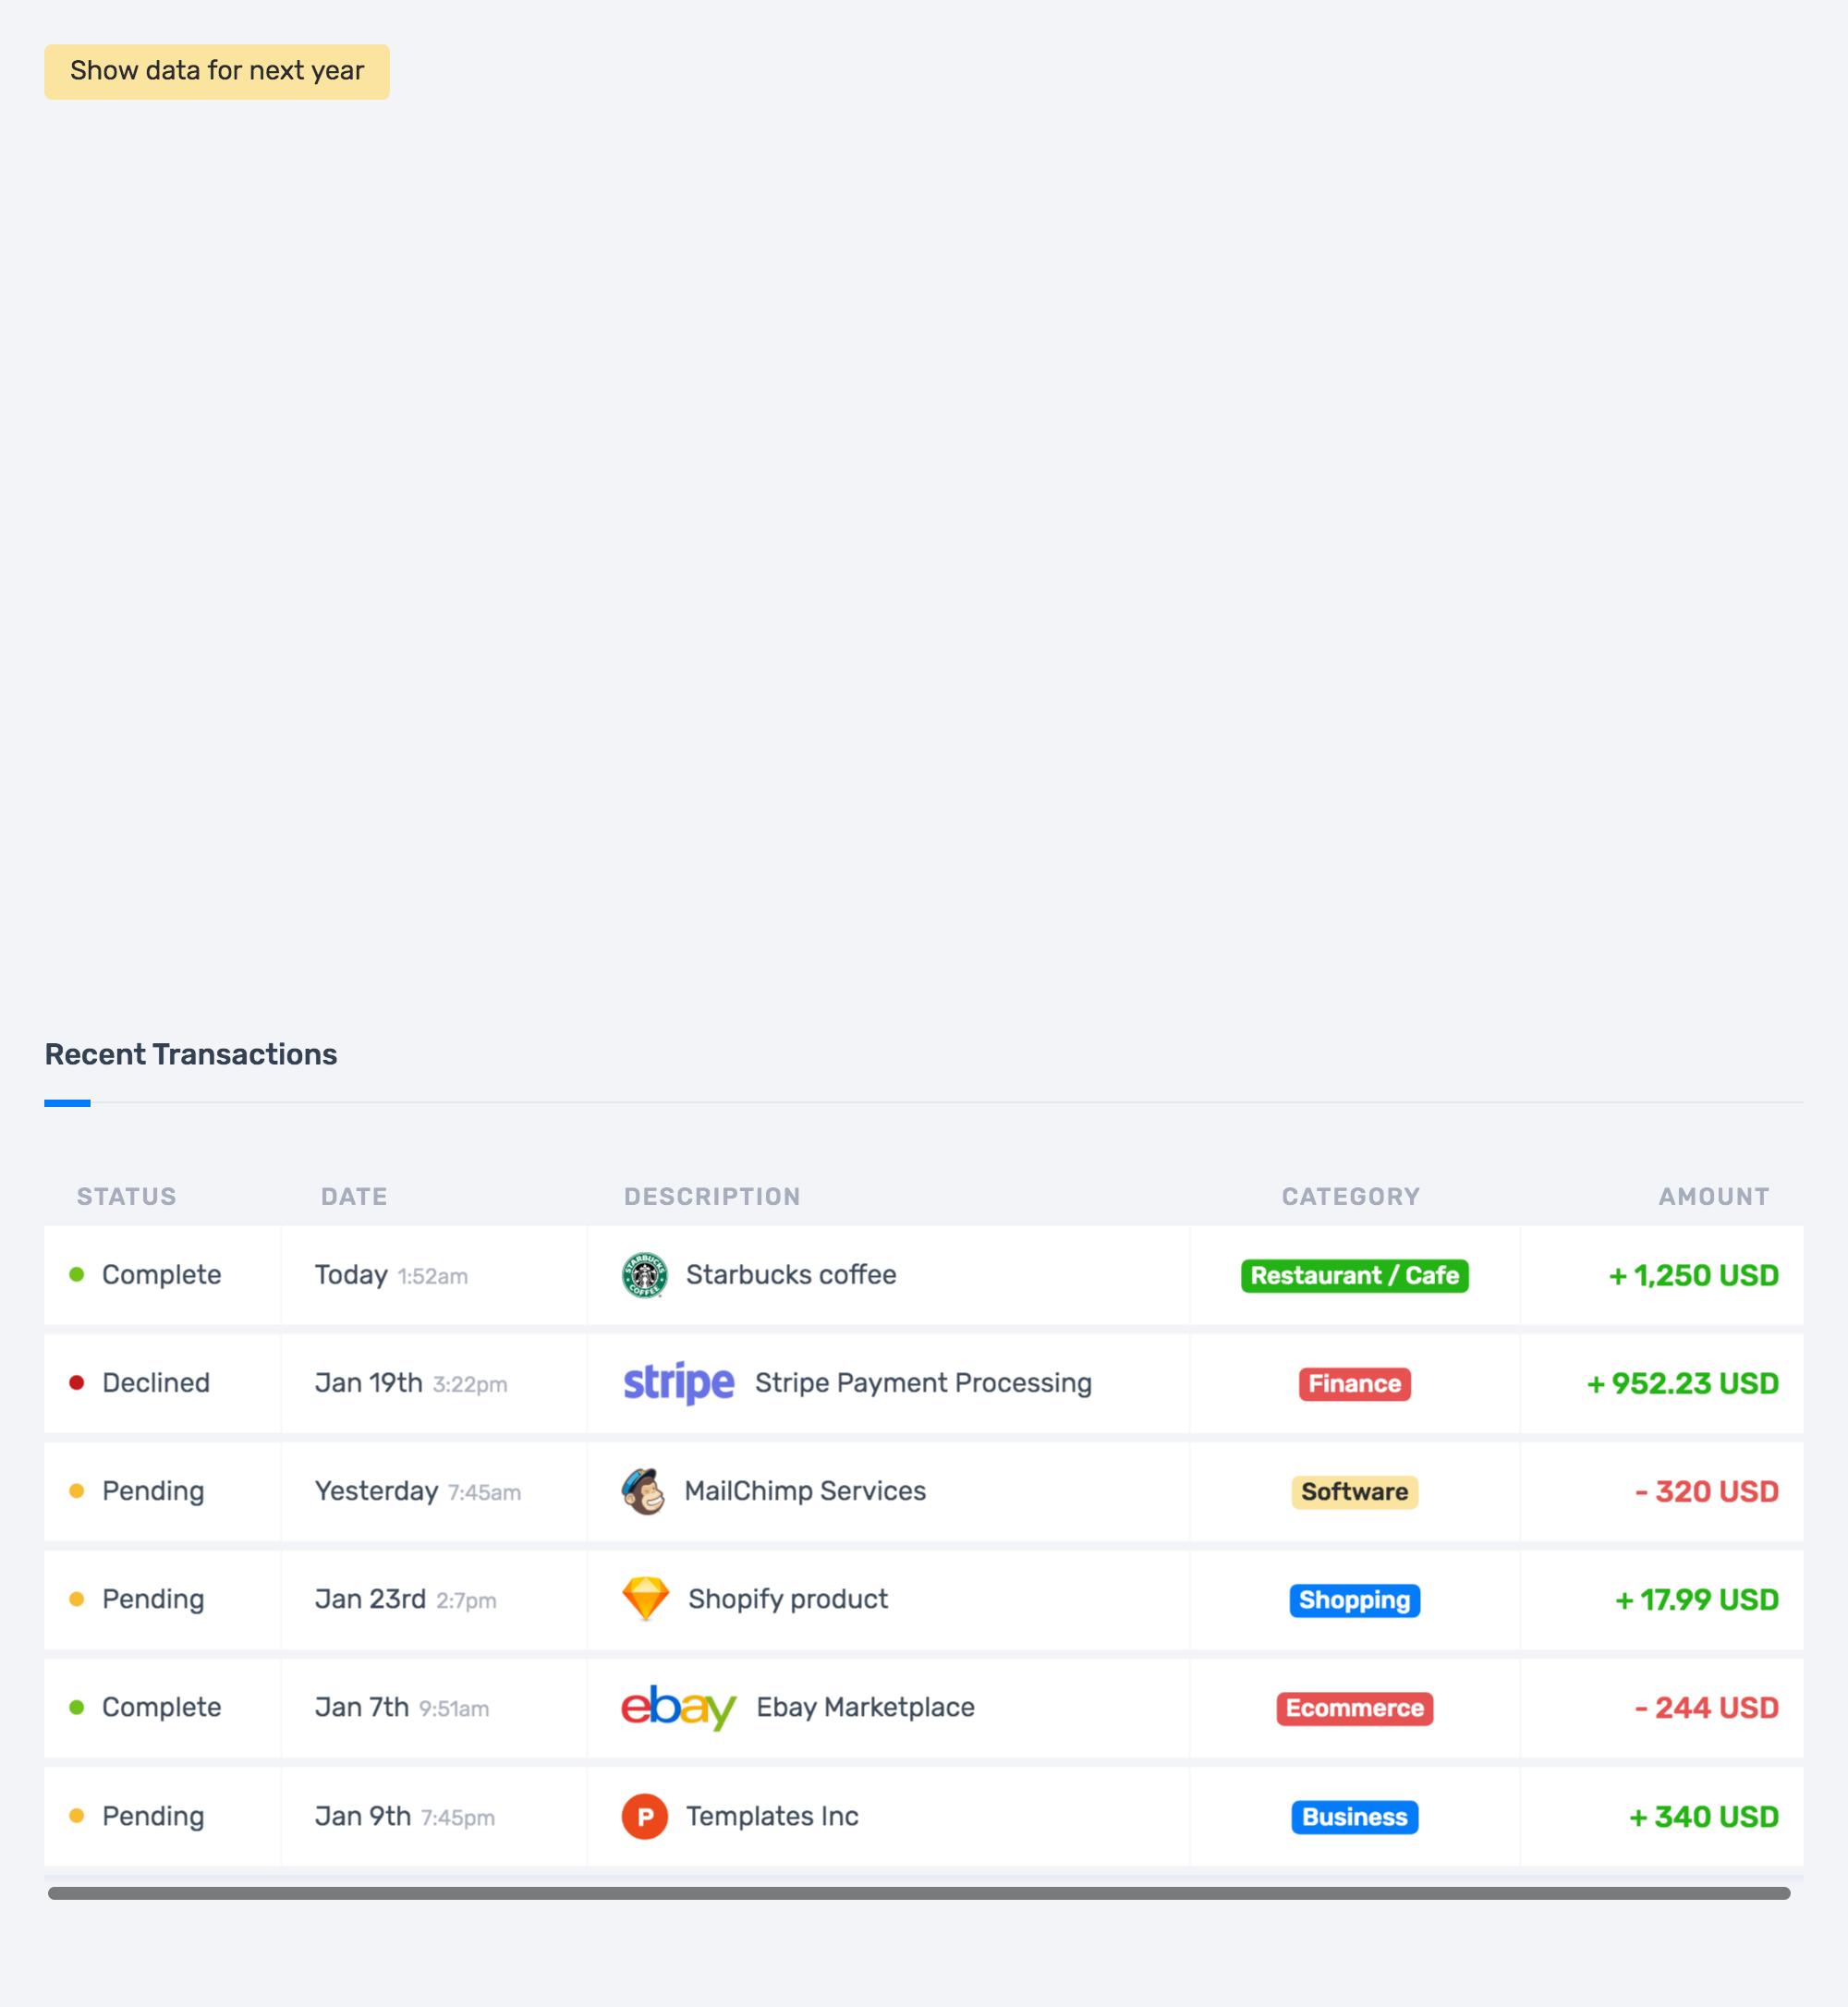 Show data for next year
Recent Transactions
STATUS DATE DESCRIPTION CATEGORY AMOUNT
Complete Today 1:52am STARBUCKS COFFEE Starbucks coffee Restaurant / Cafe + 1,250 USD
Declined Jan 19th 3:22pm stripe Stripe Payment Processing Finance + 952.23 USD
Pending Yesterday 7:45am MailChimp Services Software - 320 USD
Pending Jan 23rd 2:7pm Shopify product Shopping + 17.99 USD
Complete Jan 7th 9:51am ebay Ebay Marketplace Ecommerce - 244 USD
Pending Jan 9th 7:45pm P Templates Inc Business + 340 USD